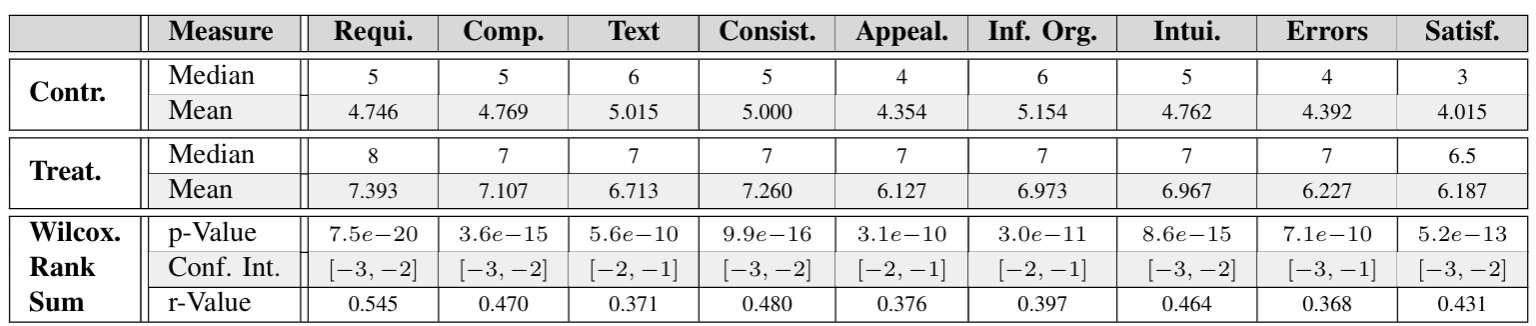 Measure Requi. Comp. Text Consist. Appeal. Inf. Org. Intui. Errors Satisf.
Contr. Median 5 5 6 5 4 6 5 4 3
Mean 4.746 4.769 5.015 5.000 4.354 5.154 4.762 4.392 4.015
Treat. Median 8 7 7 7 7 7 7 7 6.5
Mean 7.393 7.107 6.713 7.260 6.127 6.973 6.967 6.227 6.187
Wilcox. p-Value 7.5e−20 3.6e−15 5.6e−10 9.9e−16 3.1e−10 3.0e−11 8.6e−15 7.1e−10 5.2e−13
Rank Conf. Int. [−3, −2] [−3, −2] [−2, −1] [−3, −2] [−2, −1] [−2, −1] [−3, −2] [−3, −1] [−3, −2]
Sum r-Value 0.545 0.470 0.371 0.480 0.376 0.397 0.464 0.368 0.431